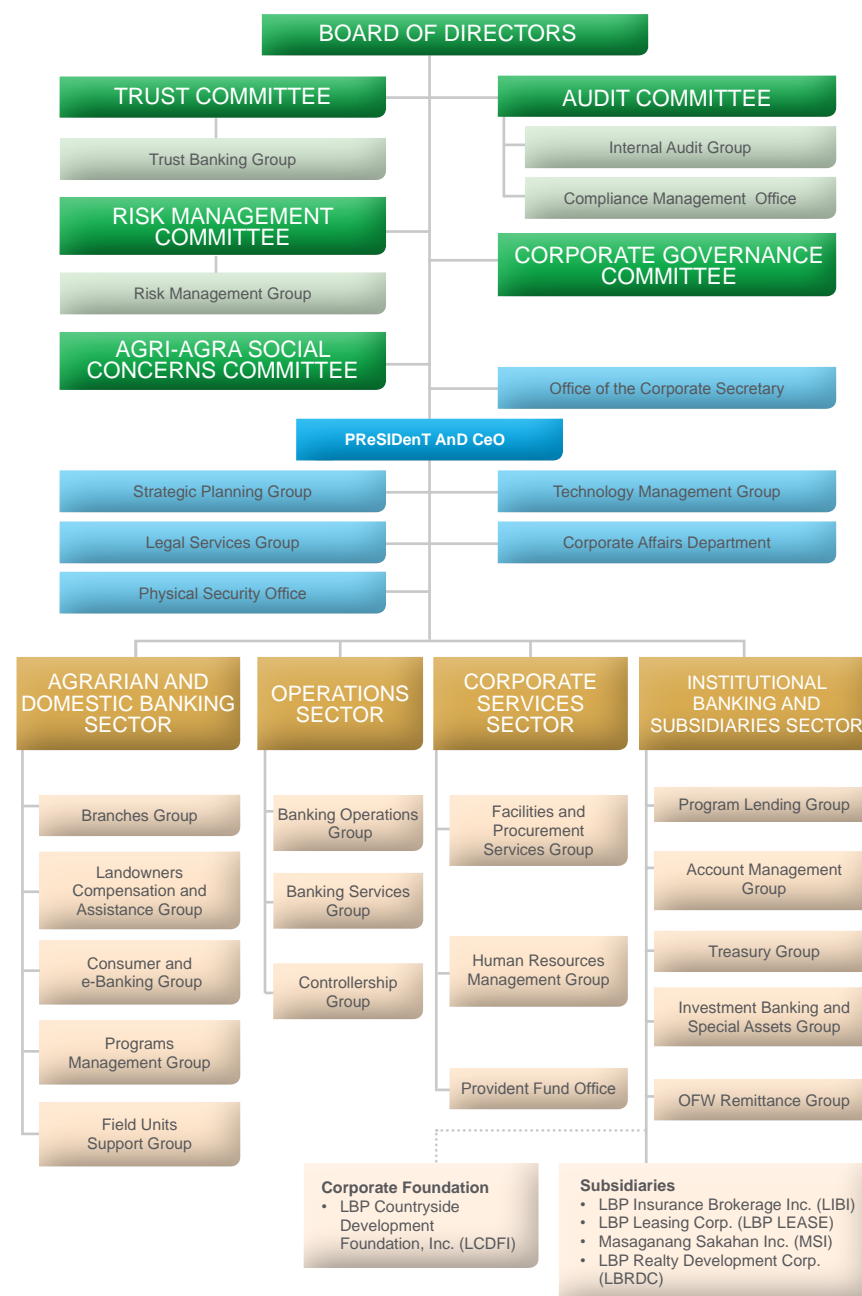 BOARD OF DIRECTORS
TRUST COMMITTEE
Trust Banking Group
RISK MANAGEMENT
COMMITTEE
Risk Management Group
AGRI-AGRA SOCIAL
CONCERNS COMMITTEE
AUDIT COMMITTEE
Internal Audit Group
Compliance Management Office
CORPORATE GOVERNANCE
COMMITTEE
Office of the Corporate Secretary
PReSIDenT AnD CeO
Strategic Planning Group
Legal Services Group
Physical Security Office
Technology Management Group
Corporate Affairs Department
AGRARIAN AND
DOMESTIC BANKING
SECTOR
Branches Group
Landowners
Compensation and
Assistance Group
Consumer and
e-Banking Group
Programs
Management Group
Field Units
Support Group
OPERATIONS
SECTOR
Banking Operations
Group
Banking Services
Group
Controllership
Group
CORPORATE
SERVICES
SECTOR
Facilities and
Procurement
Services Group
Human Resources
Management Group
Provident Fund Office
INSTITUTIONAL
BANKING AND
SUBSIDIARIES SECTOR
Program Lending Group
Account Management
Group
Treasury Group
Investment Banking and
Special Assets Group
OFW Remittance Group
Corporate Foundation
• LBP Countryside
Development
Foundation, Inc. (LCDFI)
Subsidiaries
• LBP Insurance Brokerage Inc. (LIBI)
• LBP Leasing Corp. (LBP LEASE)
• Masaganang Sakahan Inc. (MSI)
• LBP Realty Development Corp.
(LBRDC)